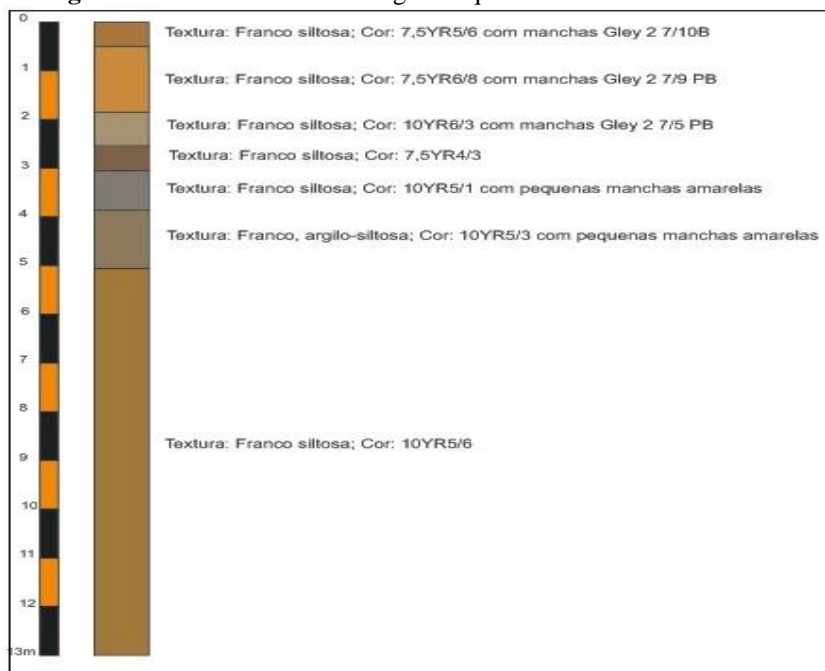 0
Textura: Franco siltosa; Cor: 7,5YR5/6 com manchas Gley 2 7/10B
1
Textura: Franco siltosa; Cor: 7,5YR6/8 com manchas Gley 2 7/9 PB
2
Textura: Franco siltosa; Cor: 10YR6/3 com manchas Gley 2 7/5 PB
Textura: Franco siltosa; Cor: 7,5YR4/3
3
Textura: Franco siltosa; Cor: 10YR5/1 com pequenas manchas amarelas
4
Textura: Franco, argilo-siltosa; Cor: 10YR5/3 com pequenas manchas amarelas
5
6
7
8
Textura: Franco siltosa; Cor: 10YR5/6
9
10
11
12
13m